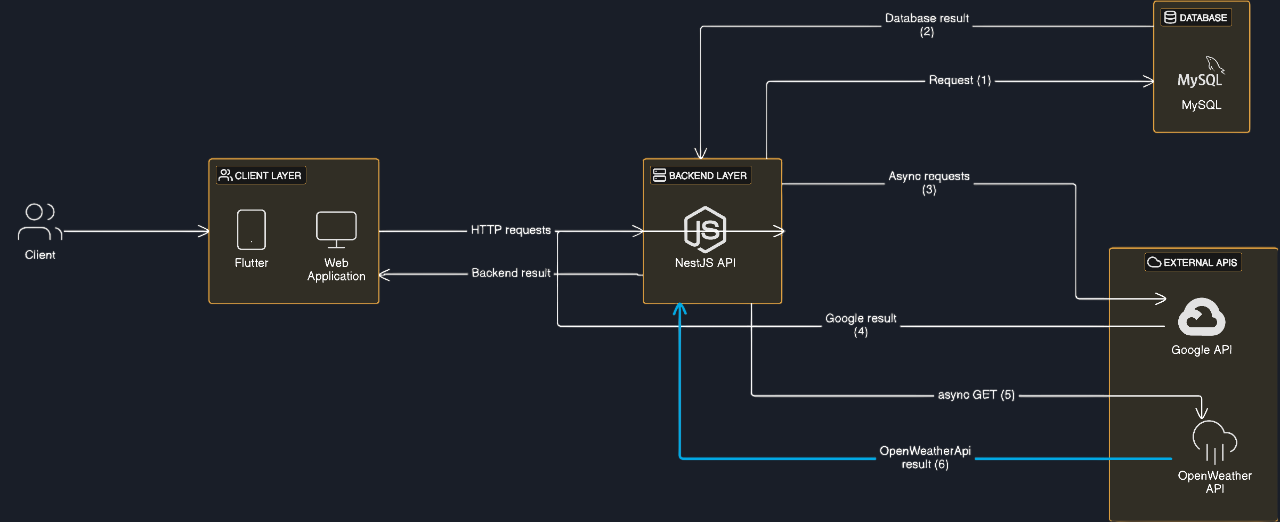 Database result
(2)
DATABASE
MySQL
MySQL
Request (1)
CLIENT LAYER
BACKEND LAYER
Async requests
(3)
JS
Client
Flutter
Web
Application
HTTP requests
NestJS API
Backend result
EXTERNAL APIS
Google result
(4)
Google API
async GET (5)
OpenWeatherApi
result (6)
OpenWeather
API